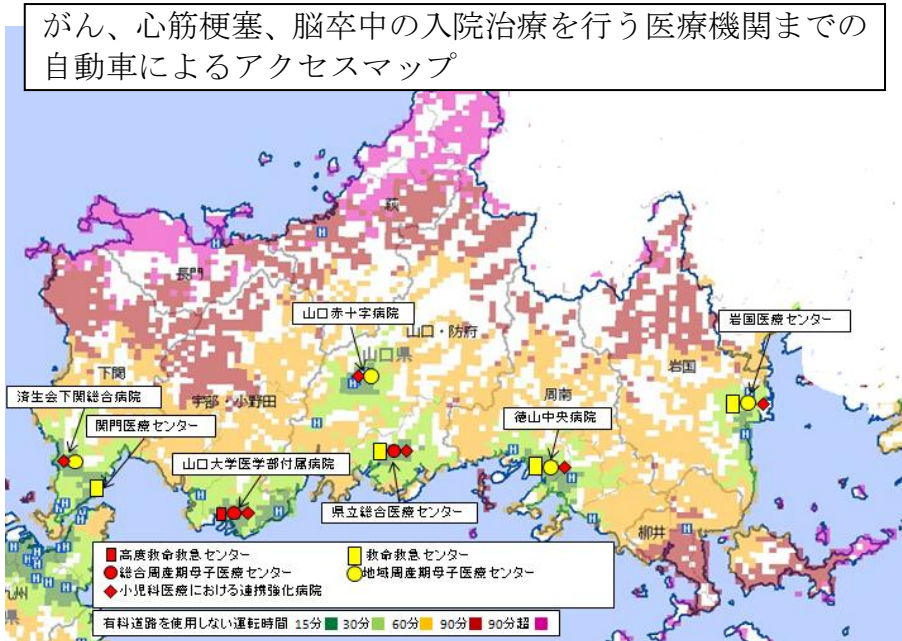 がん、心筋梗塞、脳卒中の入院治療を行う医療機関までの
自動車によるアクセスマップ
萩
長門
山口赤十字病院
山口・防府
岩国医療センター
山口県
岩国
下関
済生会下関総合病院
宇部・小野田
周南
徳山中央病院
関門医療センター
山口大学医学部付属病院
県立総合医療センター
柳井
高度救命救急センター
救命救急センター
総合周産期母子医療センター
地域周産期母子医療センター
小児科医療における連携強化病院
九州
県
有料道路を使用しない運転時間 15分 30分 60分 90分 90分超
H